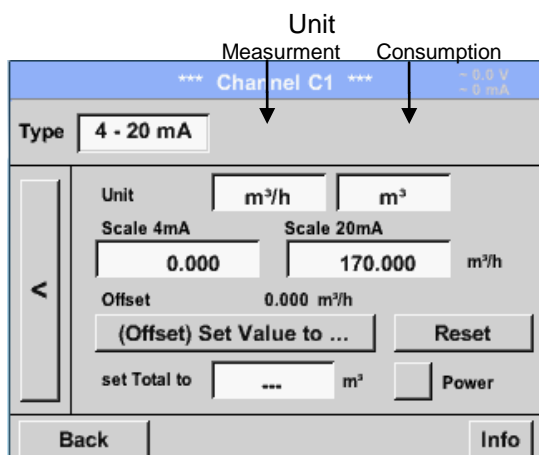 Unit
Measurment Consumption
*** Channel C1 ***
~ 0.0 V
~ 0 mA
Type 4 - 20 mA
Unit m³/h m³
Scale 4mA Scale 20mA
0.000 170.000 m³/h
<
Offset 0.000 m³/h
(Offset) Set Value to ... Reset
set Total to --- m³ Power
Back Info